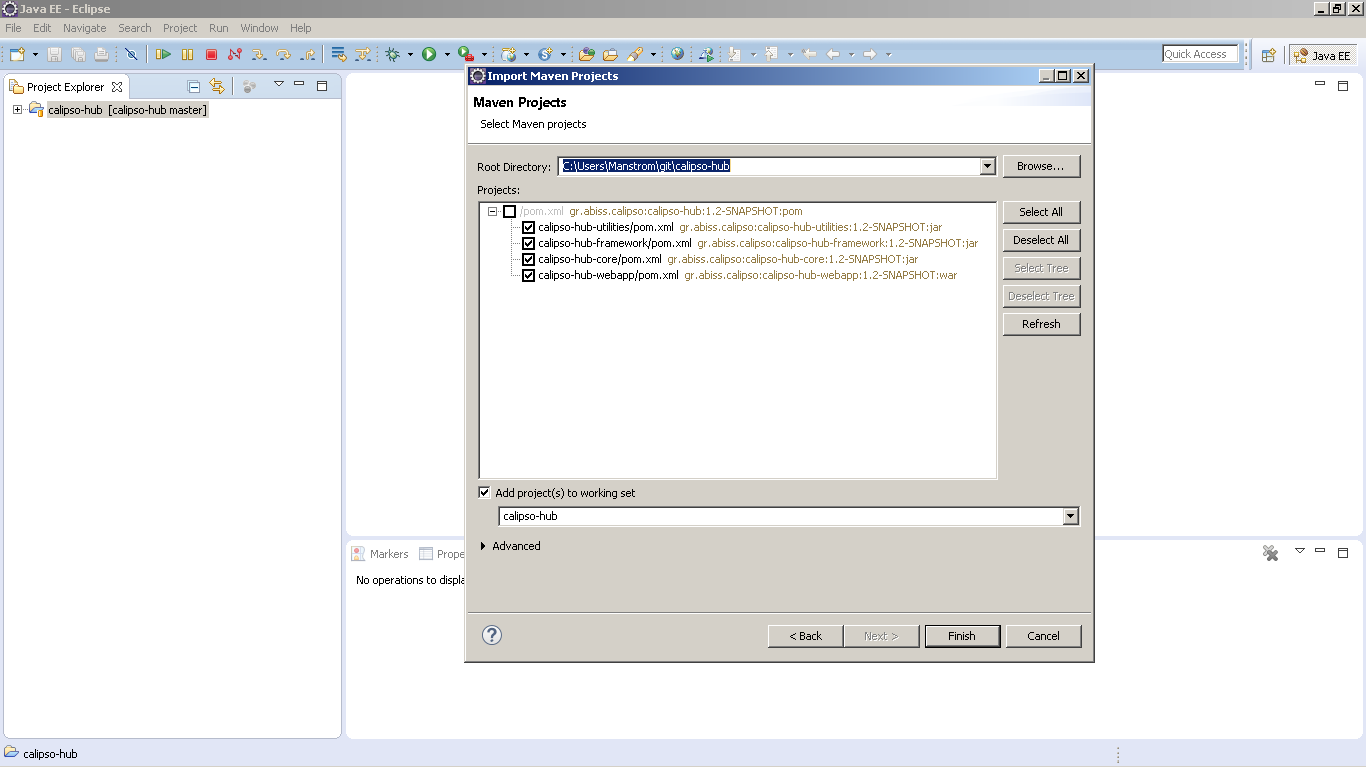 Java EE - Eclipse
File Edit Navigate Search Project Run Window Help
Quick Access
Java EE
Project Explorer
calipso-hub [calipso-hub master]
Import Maven Projects
Maven Projects
Select Maven projects
Root Directory: C:\Users\Manstrom\git\calipso-hub Browse...
Projects:
/pom.xml gr.abiss.calipso:calipso-hub:1.2-SNAPSHOT:pom
calipso-hub-utilities/pom.xml gr.abiss.calipso:calipso-hub-utilities:1.2-SNAPSHOT:jar
calipso-hub-framework/pom.xml gr.abiss.calipso:calipso-hub-framework:1.2-SNAPSHOT:jar
calipso-hub-core/pom.xml gr.abiss.calipso:calipso-hub-core:1.2-SNAPSHOT:jar
calipso-hub-webapp/pom.xml gr.abiss.calipso:calipso-hub-webapp:1.2-SNAPSHOT:war
Select All
Deselect All
Select Tree
Deselect Tree
Refresh
Add project(s) to working set
calipso-hub
Advanced
Markers Prope
No operations to displa
? < Back Next > Finish Cancel
calipso-hub